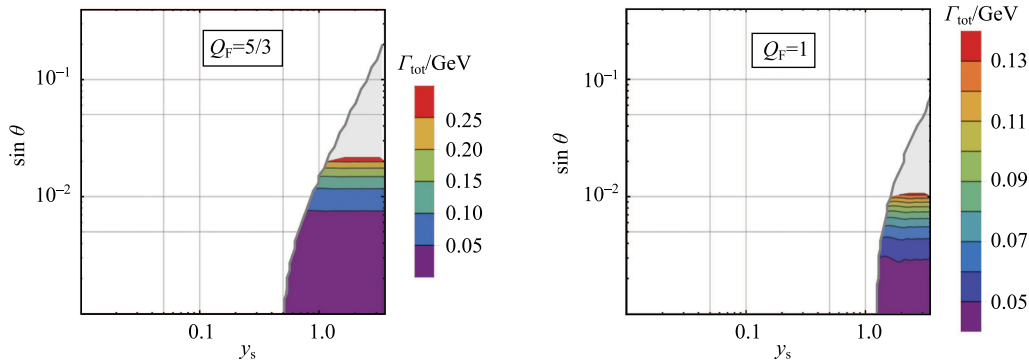 Q_F=5/3
Γ_tot/GeV
0.25
0.20
0.15
0.10
0.05
10^−1
10^−2
sin θ
0.1
1.0
y_s
Q_F=1
Γ_tot/GeV
0.13
0.11
0.09
0.07
0.05
10^−1
10^−2
sin θ
0.1
1.0
y_s